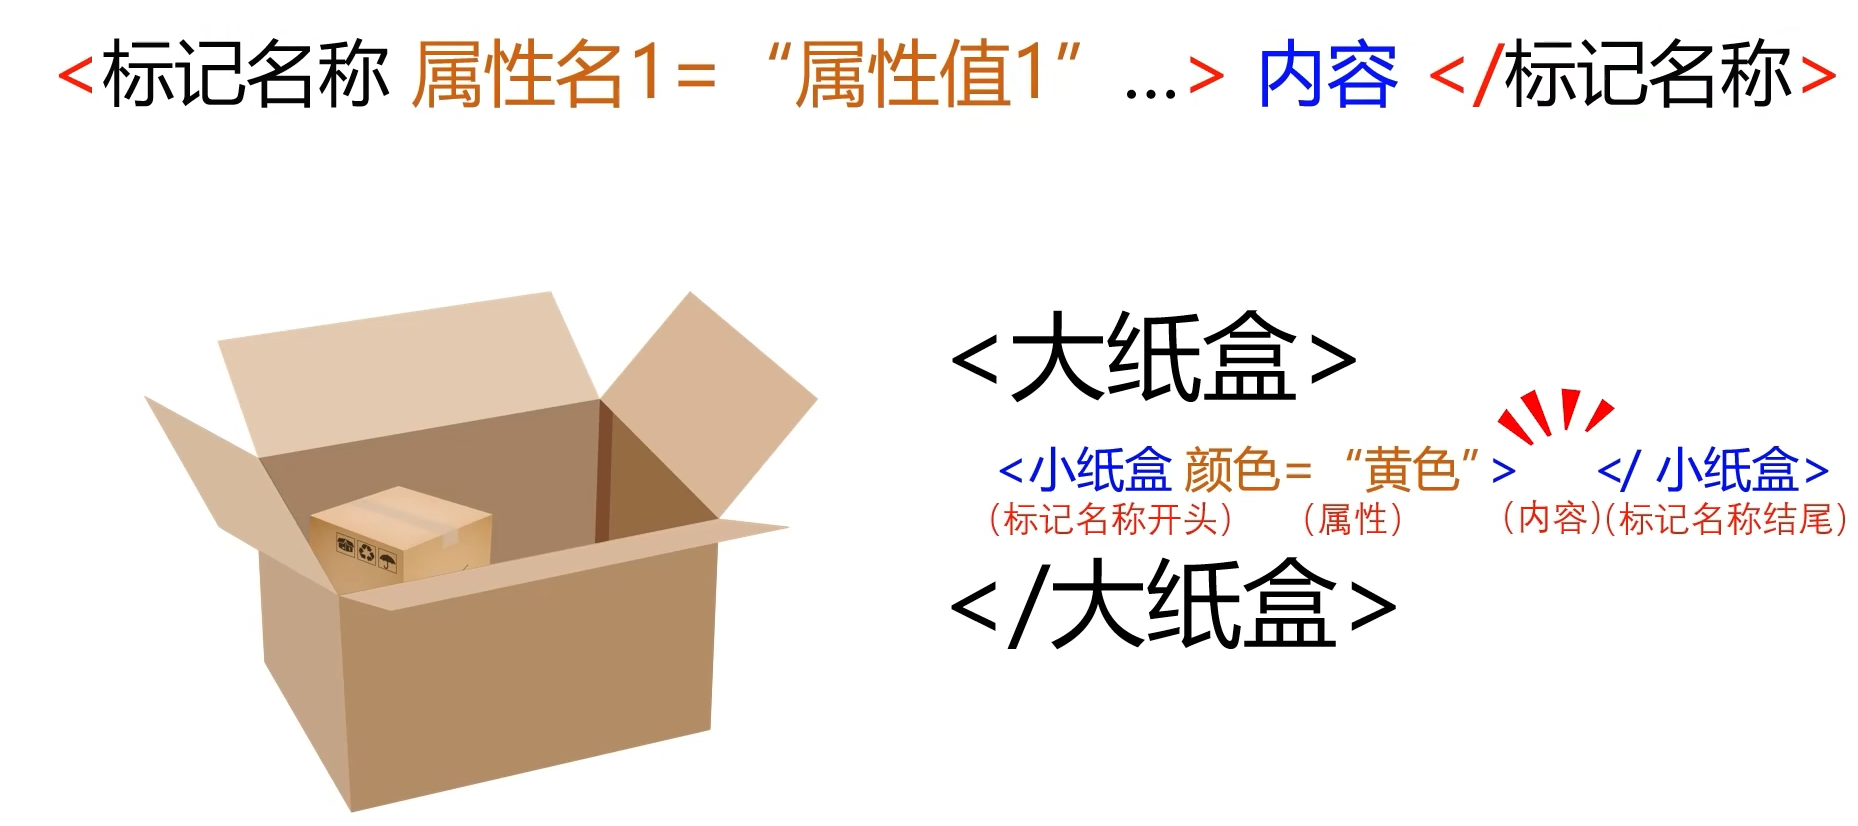 <标记名称 属性名1=“属性值1” ...> 内容 </标记名称>
<大纸盒>
<小纸盒 颜色=“黄色”> </ 小纸盒>
(标记名称开头) (属性) (内容)(标记名称结尾)
</大纸盒>